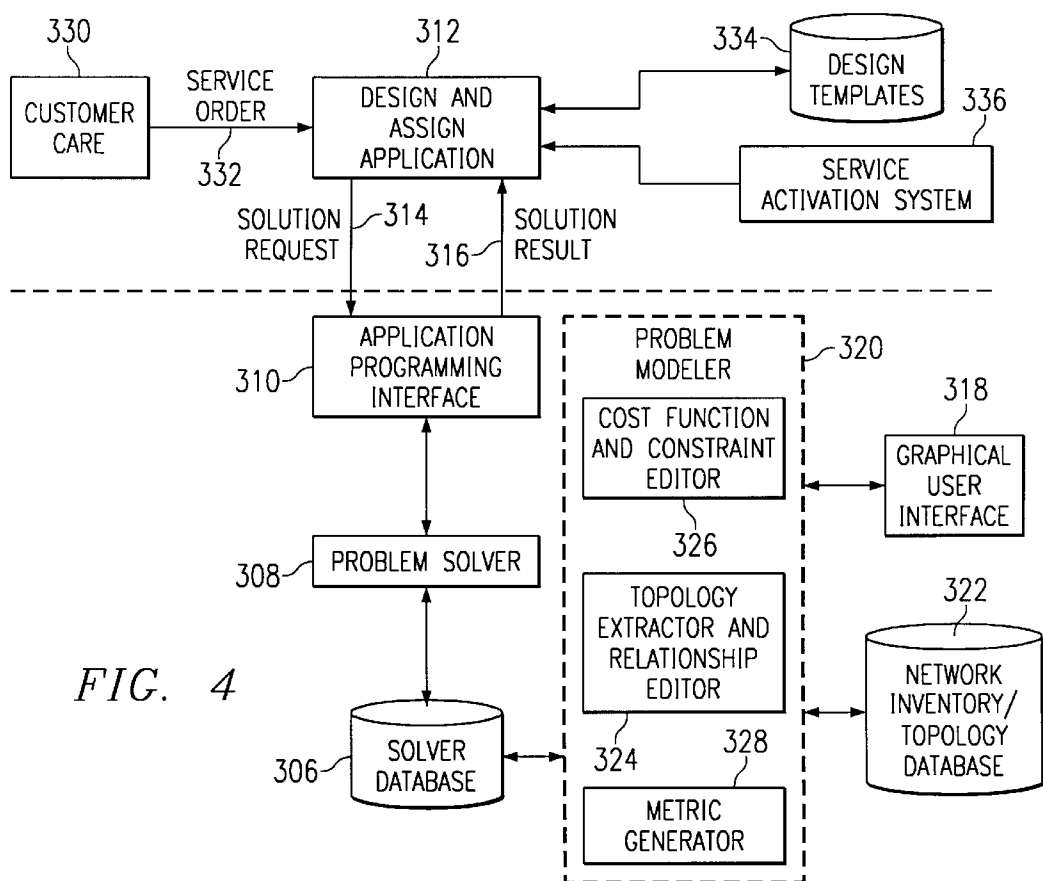 330
CUSTOMER
CARE
SERVICE
ORDER
332
312
DESIGN AND
ASSIGN
APPLICATION
334
DESIGN
TEMPLATES
336
SERVICE
ACTIVATION SYSTEM
SOLUTION
REQUEST
314
316
SOLUTION
RESULT
310
APPLICATION
PROGRAMMING
INTERFACE
PROBLEM
MODELER
320
COST FUNCTION
AND CONSTRAINT
EDITOR
326
318
GRAPHICAL
USER
INTERFACE
308
PROBLEM SOLVER
TOPOLOGY
EXTRACTOR AND
RELATIONSHIP
EDITOR
324
322
NETWORK
INVENTORY/
TOPOLOGY
DATABASE
FIG. 4
306
SOLVER
DATABASE
328
METRIC
GENERATOR